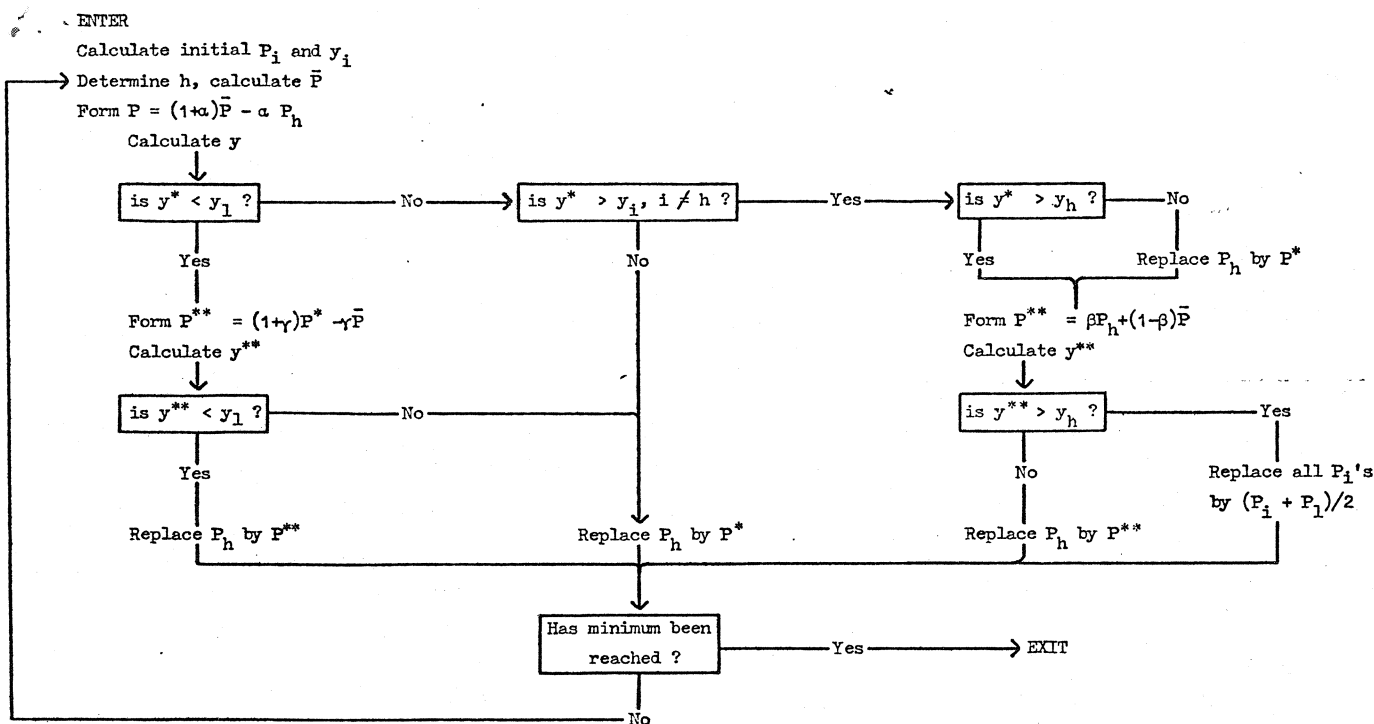 ENTER
Calculate initial P_i and y_i
Determine h, calculate P̄
Form P = (1+α)P̄ - α P_h
Calculate y
is y* < y_l ?
No
is y* > y_i, i ≠ h ?
Yes
is y* > y_h ?
No
Yes
No
Yes
Replace P_h by P*
Form P** = (1+γ)P* -γP̄
Calculate y**
Form P** = βP_h+(1-β)P̄
Calculate y**
is y** < y_l ?
No
is y** > y_h ?
Yes
Yes
No
Replace all P_i's
by (P_i + P_l)/2
Replace P_h by P**
Replace P_h by P*
Replace P_h by P**
Has minimum been
reached ?
Yes
EXIT
No